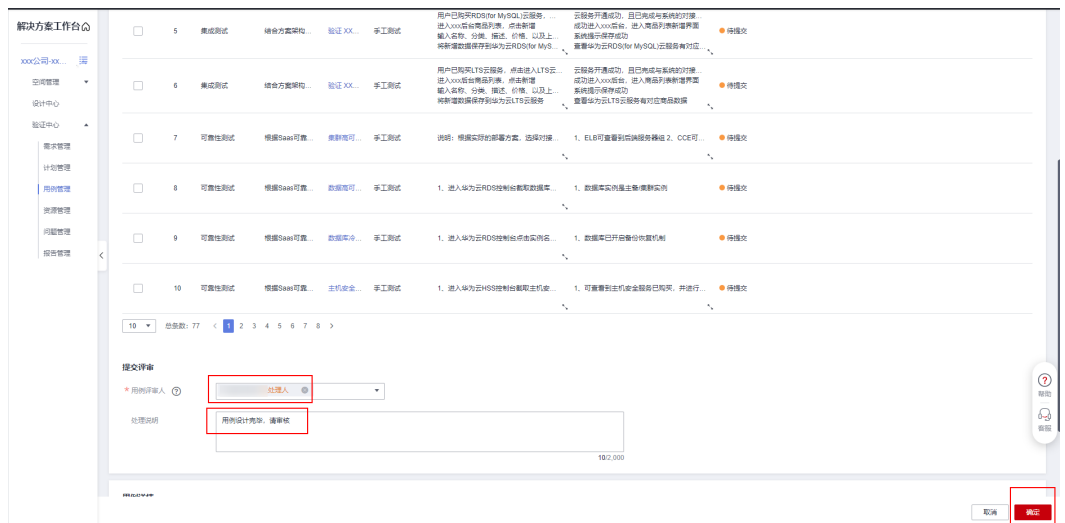 解决方案工作台
xxx公司-xx...
空间管理
设计中心
验证中心
需求管理
计划管理
用例管理
资源管理
问题管理
报告管理
5 集成测试 结合方案架构... 验证 XX... 手工测试
用户已购买RDS(for MySQL)云服务，...
进入xxx后台商品列表，点击新增
输入名称、分类、描述、价格、以及上...
将新增数据保存到华为云RDS(for MyS...
云服务开通成功，且已完成与系统的对接...
成功进入xxx后台，进入商品列表新增界面
系统提示保存成功
查看华为云RDS(for MySQL)云服务有对应...
待提交
6 集成测试 结合方案架构... 验证 XX... 手工测试
用户已购买LTS云服务，点击进入LTS云...
进入xxx后台商品列表，点击新增
输入名称、分类、描述、价格、以及上...
将新增数据保存到华为云LTS云服务
云服务开通成功，且已完成与系统的对接...
成功进入xxx后台，进入商品列表新增界面
系统提示保存成功
查看华为云LTS云服务有对应商品数据
待提交
7 可靠性测试 根据Saas可靠... 集群高可... 手工测试 说明：根据实际的部署方案，选择对接... 1、ELB可查看到后端服务器组 2、CCE可... 待提交
8 可靠性测试 根据Saas可靠... 数据高可... 手工测试 1、进入华为云RDS控制台截取数据库... 1、数据库实例是主备/集群实例 待提交
9 可靠性测试 根据Saas可靠... 数据库冷... 手工测试 1、进入华为云RDS控制台点击实例名... 1、数据库已开启备份恢复机制 待提交
10 可靠性测试 根据Saas可靠... 主机安全... 手工测试 1、进入华为云HSS控制台截取主机安... 1、可查看到主机安全服务已购买，并进行... 待提交
10 总条数：77 < 1 2 3 4 5 6 7 8 >
提交评审
* 用例评审人 ? 处理人
处理说明 用例设计完毕，请审核
10/2,000
帮助
客服
取消 确定